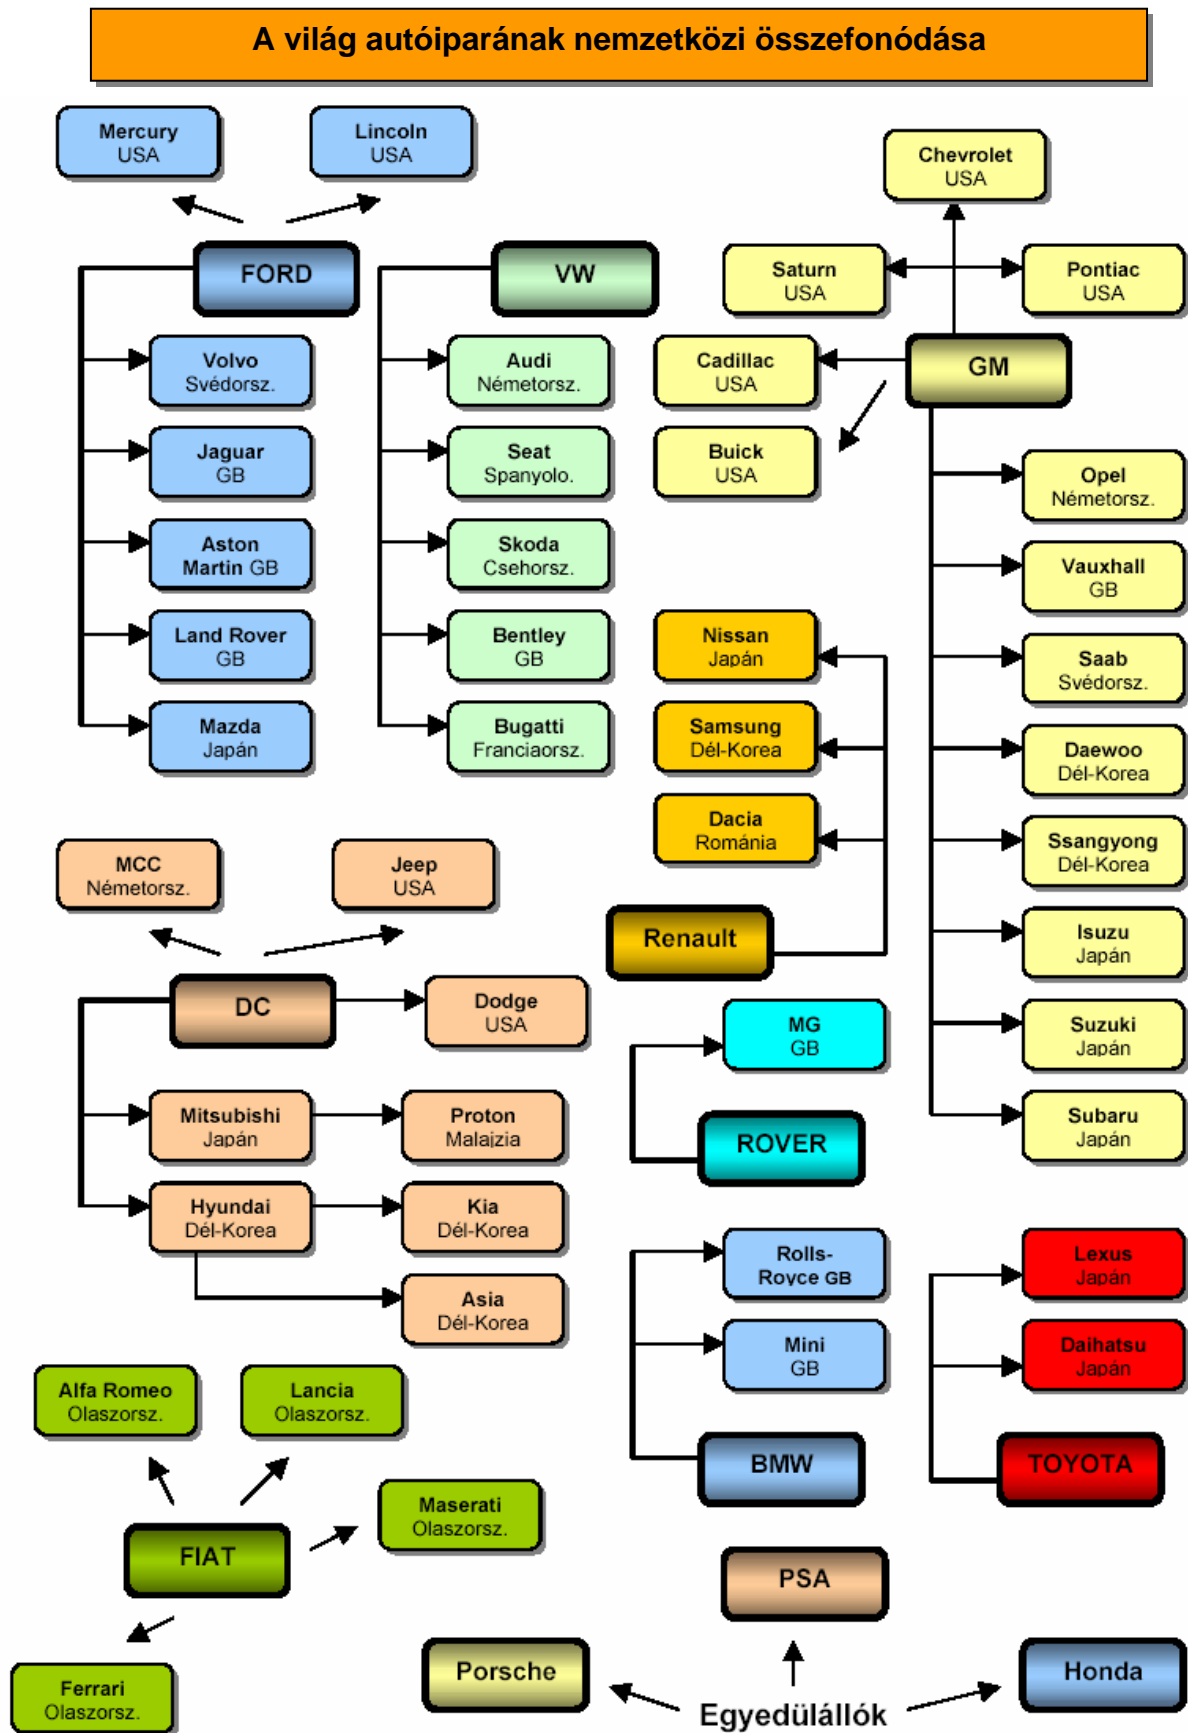 A világ autóiparának nemzetközi összefonódása
Mercury
USA
Lincoln
USA
Chevrolet
USA
FORD
VW
Saturn
USA
Pontiac
USA
GM
Volvo
Svédorsz.
Audi
Németorsz.
Cadillac
USA
Jaguar
GB
Seat
Spanyolo.
Buick
USA
Opel
Németorsz.
Aston
Martin GB
Skoda
Csehorsz.
Vauxhall
GB
Land Rover
GB
Bentley
GB
Nissan
Japán
Saab
Svédorsz.
Mazda
Japán
Bugatti
Franciaorsz.
Samsung
Dél-Korea
Daewoo
Dél-Korea
Dacia
Románia
Ssangyong
Dél-Korea
MCC
Németorsz.
Jeep
USA
Renault
Isuzu
Japán
DC
Dodge
USA
MG
GB
Suzuki
Japán
Mitsubishi
Japán
Proton
Malajzia
ROVER
Subaru
Japán
Hyundai
Dél-Korea
Kia
Dél-Korea
Rolls-
Royce GB
Lexus
Japán
Asia
Dél-Korea
Mini
GB
Daihatsu
Japán
Alfa Romeo
Olaszorsz.
Lancia
Olaszorsz.
BMW
TOYOTA
Maserati
Olaszorsz.
FIAT
PSA
Ferrari
Olaszorsz.
Porsche
Honda
Egyedülállók